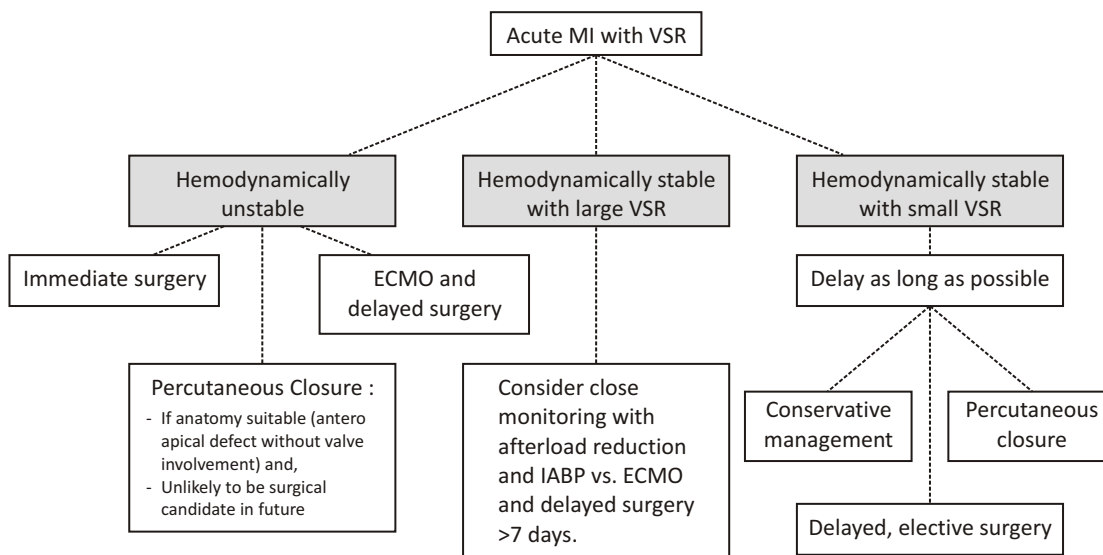 Acute MI with VSR
Hemodynamically
unstable
Hemodynamically stable
with large VSR
Hemodynamically stable
with small VSR
Immediate surgery
ECMO and
delayed surgery
Delay as long as possible
Percutaneous Closure :
- If anatomy suitable (antero
apical defect without valve
involvement) and,
- Unlikely to be surgical
candidate in future
Consider close
monitoring with
afterload reduction
and IABP vs. ECMO
and delayed surgery
>7 days.
Conservative
management
Percutaneous
closure
Delayed, elective surgery